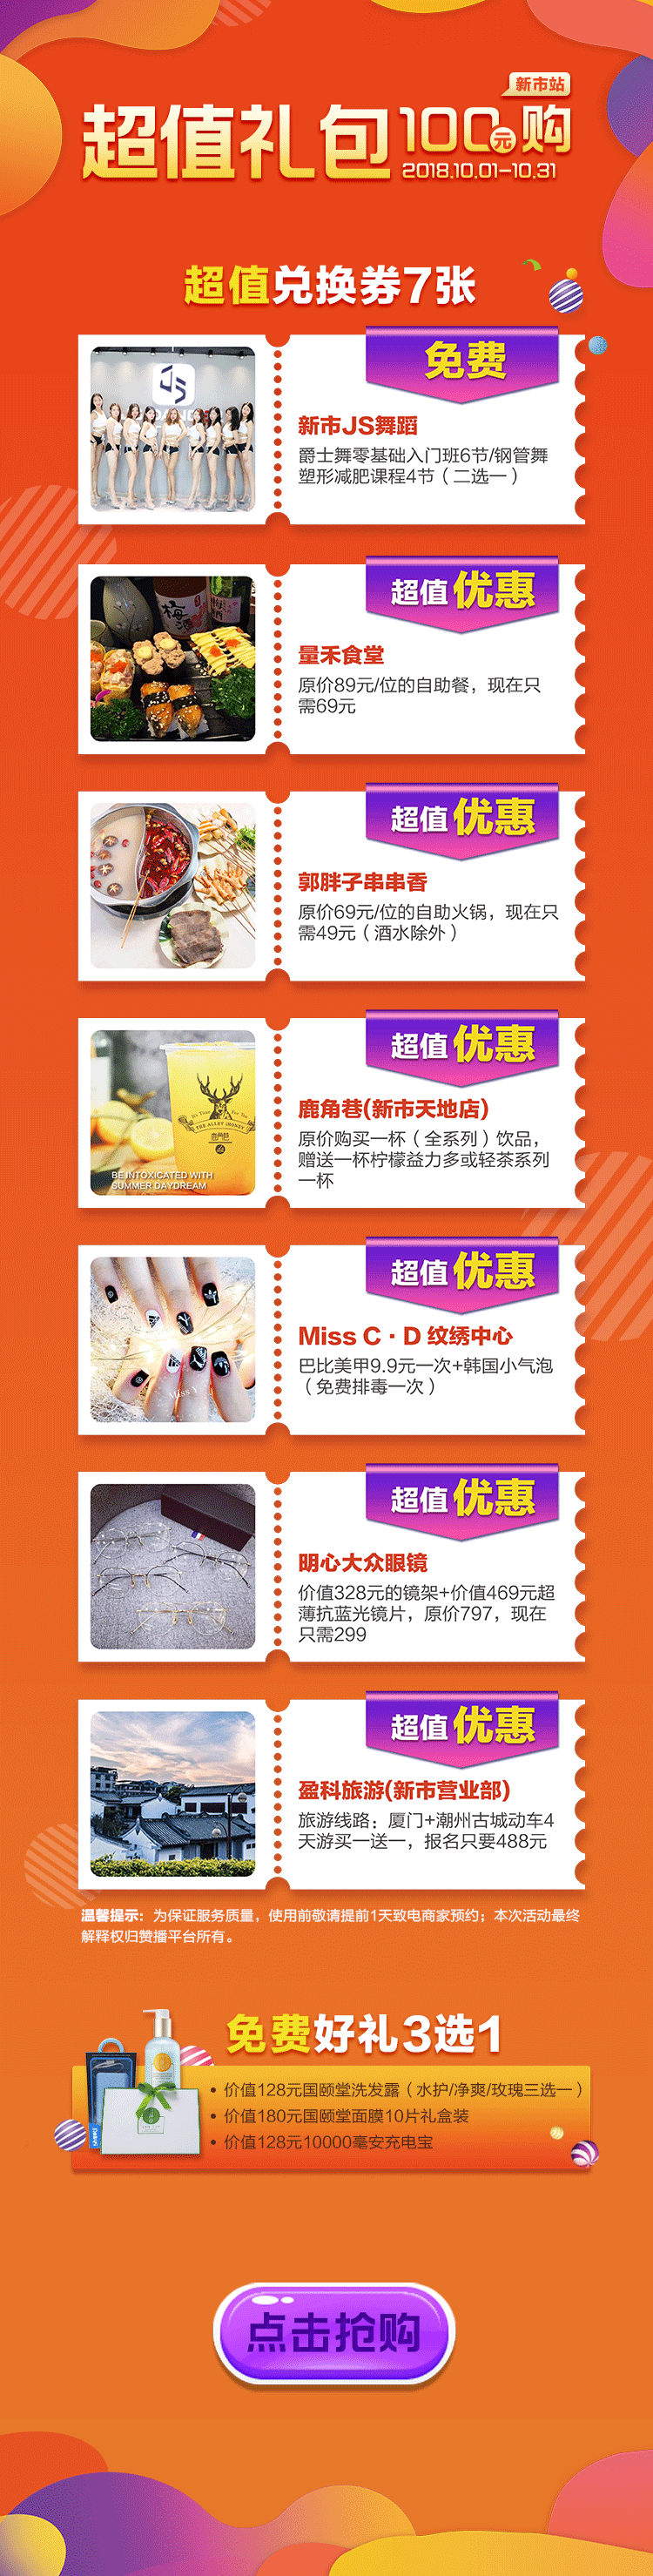 新市站
超值礼包100元购
2018.10.01-10.31
超值兑换券7张
免费
JS
新市JS舞蹈
爵士舞零基础入门班6节/钢管舞
塑形减肥课程4节（二选一）
超值优惠
梅酒
量禾食堂
原价89元/位的自助餐，现在只
需69元
超值优惠
郭胖子串串香
原价69元/位的自助火锅，现在只
需49元（酒水除外）
超值优惠
It's Time For Tea
THE ALLEY HONEY
鹿角巷
BE INTOXICATED WITH
SUMMER DAYDREAM
鹿角巷(新市天地店)
原价购买一杯（全系列）饮品，
赠送一杯柠檬益力多或轻茶系列
一杯
超值优惠
Miss Y
Miss C · D 纹绣中心
巴比美甲9.9元一次+韩国小气泡
（免费排毒一次）
超值优惠
明心大众眼镜
价值328元的镜架+价值469元超
薄抗蓝光镜片，原价797，现在
只需299
超值优惠
盈科旅游(新市营业部)
旅游线路：厦门+潮州古城动车4
天游买一送一，报名只要488元
温馨提示：为保证服务质量，使用前敬请提前1天致电商家预约；本次活动最终
解释权归赞播平台所有。
免费好礼3选1
• 价值128元国颐堂洗发露（水护/净爽/玫瑰三选一）
• 价值180元国颐堂面膜10片礼盒装
• 价值128元10000毫安充电宝
点击抢购